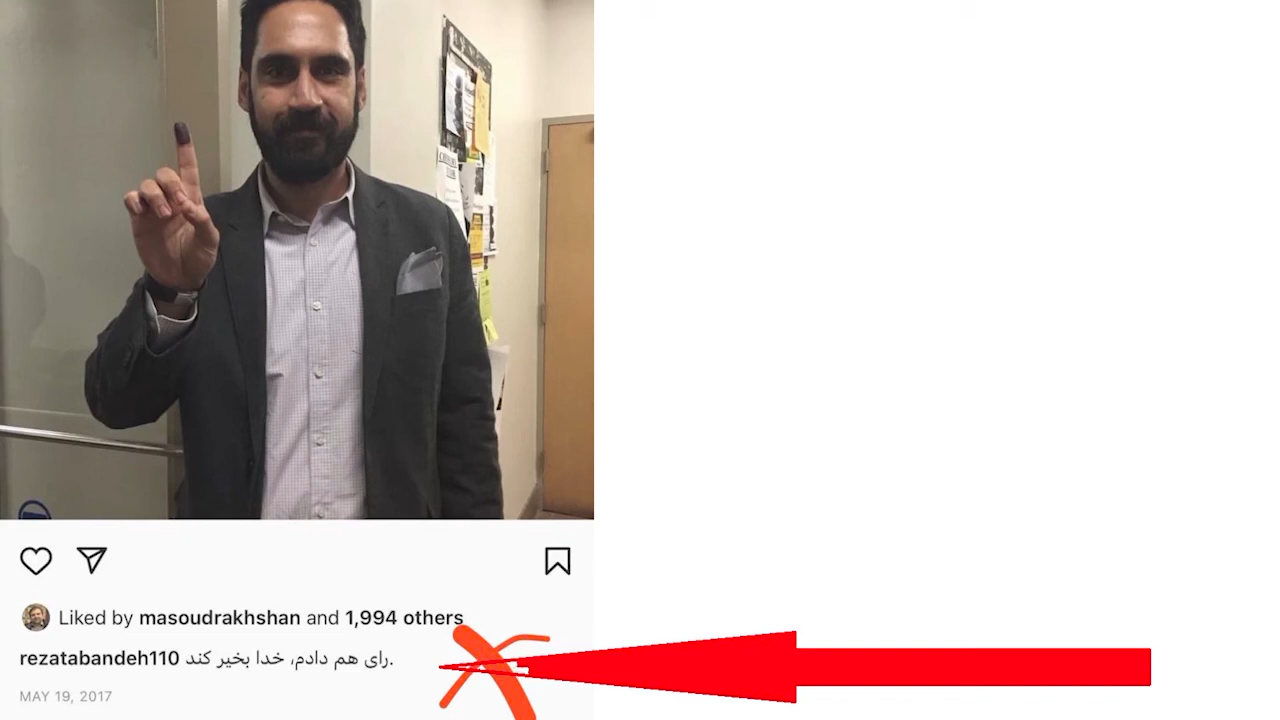 Liked by masoudrakhshan and 1,994 others
rezatabandeh110 رای هم دادم، خدا بخیر کند.
MAY 19, 2017